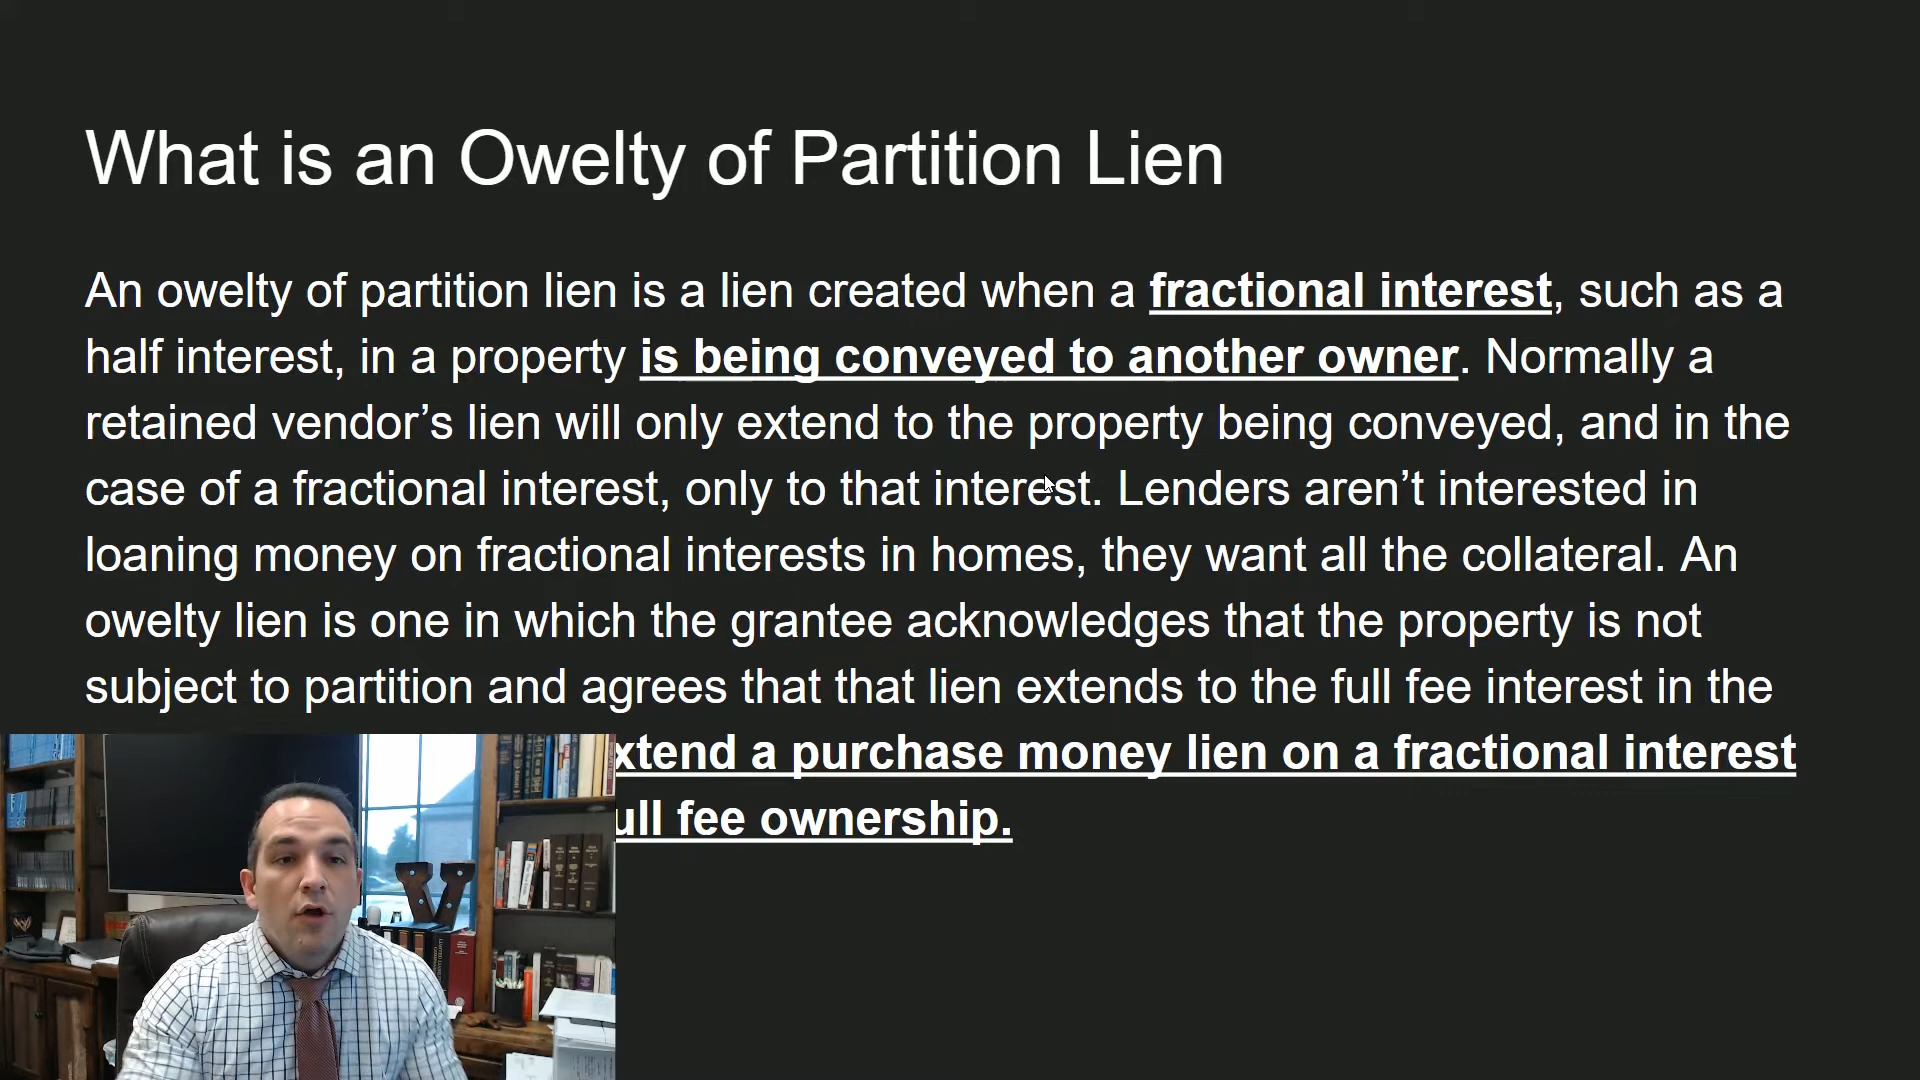 What is an Owelty of Partition Lien
An owelty of partition lien is a lien created when a fractional interest, such as a
half interest, in a property is being conveyed to another owner. Normally a
retained vendor’s lien will only extend to the property being conveyed, and in the
case of a fractional interest, only to that interest. Lenders aren’t interested in
loaning money on fractional interests in homes, they want all the collateral. An
owelty lien is one in which the grantee acknowledges that the property is not
subject to partition and agrees that that lien extends to the full fee interest in the
xtend a purchase money lien on a fractional interest
ull fee ownership.
V